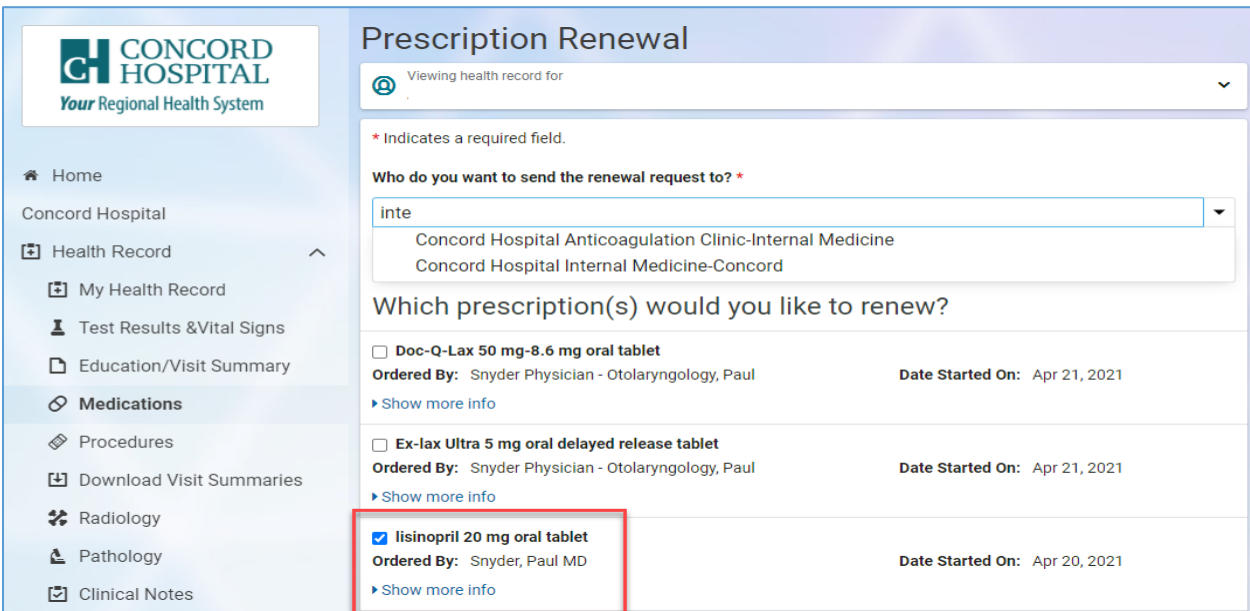 CONCORD
CH HOSPITAL
Your Regional Health System
Home
Concord Hospital
Health Record
My Health Record
Test Results &Vital Signs
Education/Visit Summary
Medications
Procedures
Download Visit Summaries
Radiology
Pathology
Clinical Notes
Prescription Renewal
Viewing health record for
* Indicates a required field.
Who do you want to send the renewal request to? *
inte
Concord Hospital Anticoagulation Clinic-Internal Medicine
Concord Hospital Internal Medicine-Concord
Which prescription(s) would you like to renew?
Doc-Q-Lax 50 mg-8.6 mg oral tablet
Ordered By: Snyder Physician - Otolaryngology, Paul Date Started On: Apr 21, 2021
Show more info
Ex-lax Ultra 5 mg oral delayed release tablet
Ordered By: Snyder Physician - Otolaryngology, Paul Date Started On: Apr 21, 2021
Show more info
lisinopril 20 mg oral tablet
Ordered By: Snyder, Paul MD Date Started On: Apr 20, 2021
Show more info